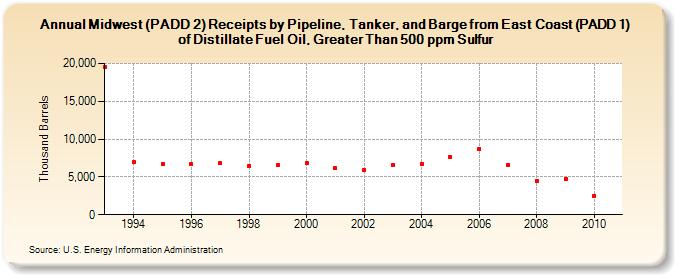 Annual Midwest (PADD 2) Receipts by Pipeline, Tanker, and Barge from East Coast (PADD 1)
of Distillate Fuel Oil, Greater Than 500 ppm Sulfur
Thousand Barrels
20,000
15,000
10,000
5,000
0
1994 1996 1998 2000 2002 2004 2006 2008 2010
Source: U.S. Energy Information Administration